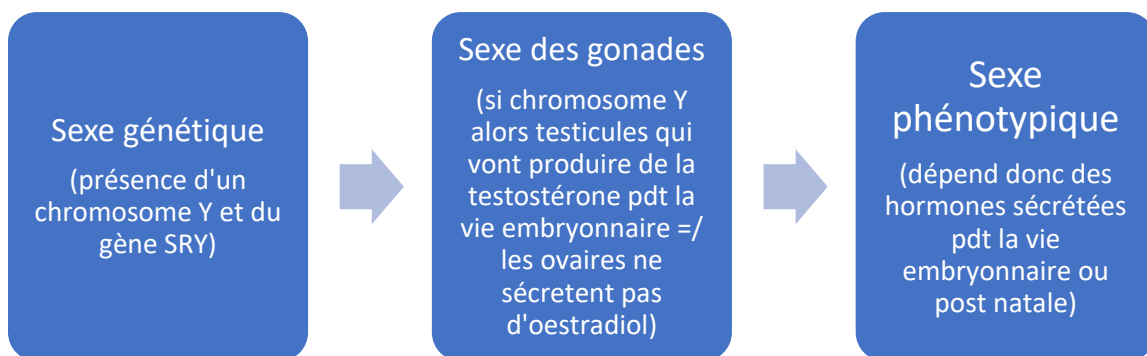 Sexe génétique
(présence d'un
chromosome Y et du
gène SRY)
Sexe des gonades
(si chromosome Y
alors testicules qui
vont produire de la
testostérone pdt la
vie embryonnaire =/
les ovaires ne
sécretent pas
d'oestradiol)
Sexe
phénotypique
(dépend donc des
hormones sécrétées
pdt la vie
embryonnaire ou
post natale)